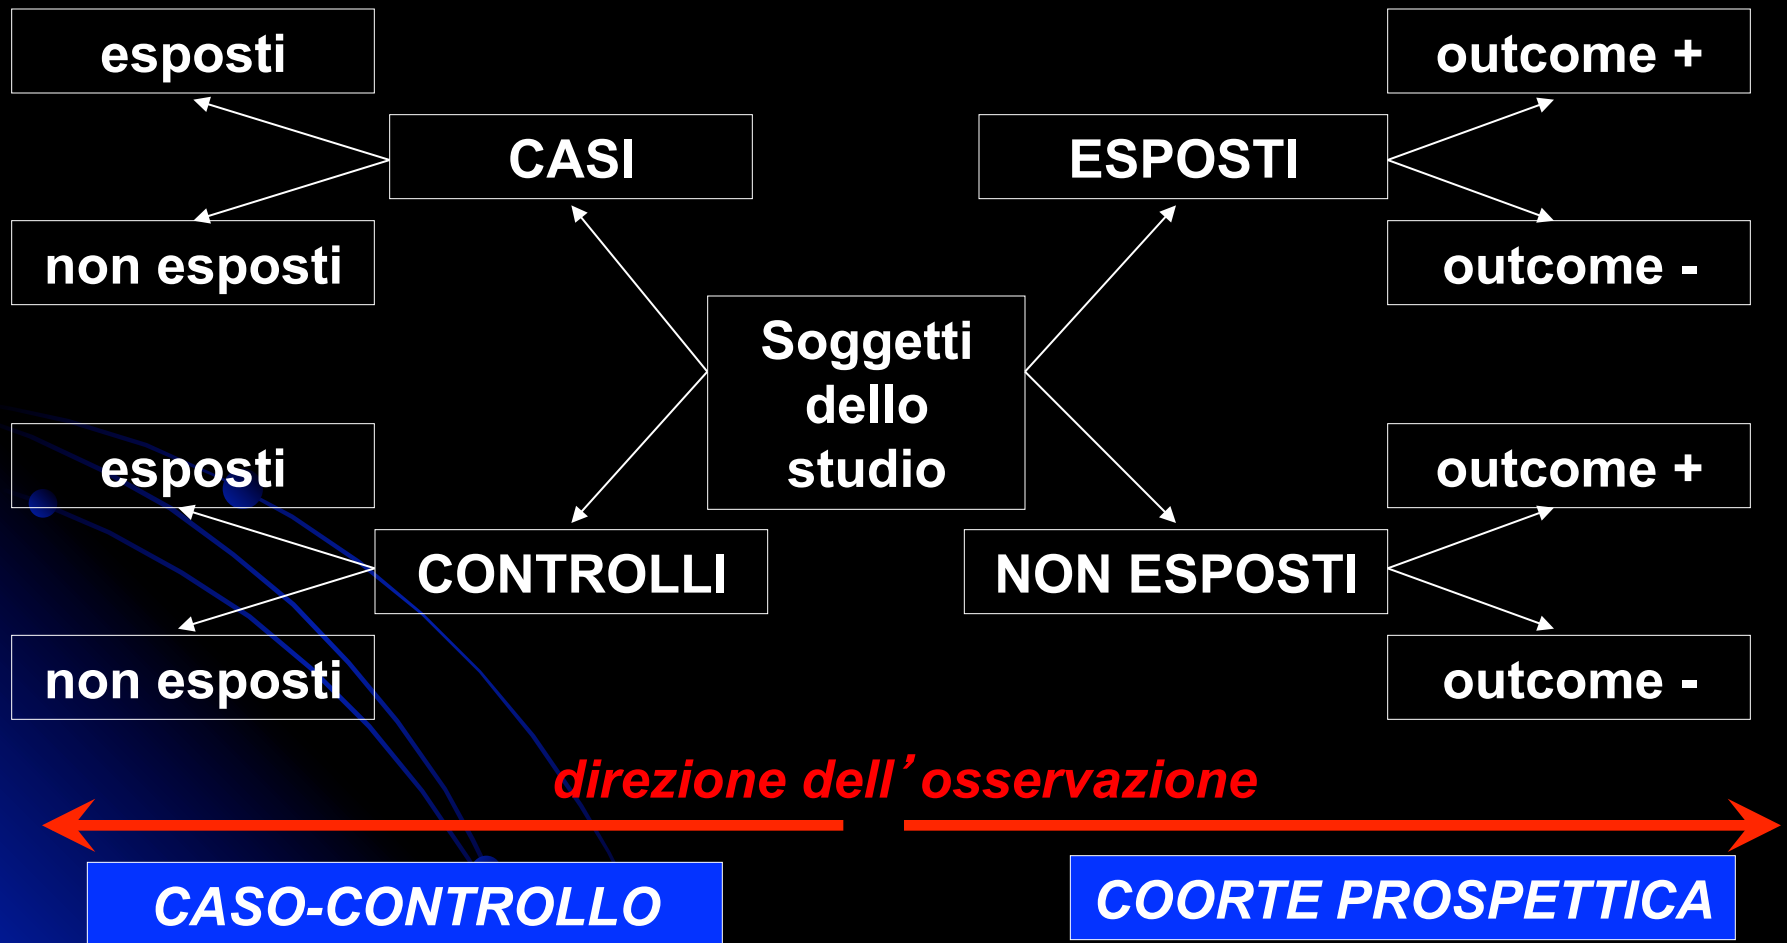 esposti
outcome +
CASI
ESPOSTI
non esposti
outcome -
Soggetti
dello
studio
esposti
outcome +
CONTROLLI
NON ESPOSTI
non esposti
outcome -
direzione dell’osservazione
CASO-CONTROLLO
COORTE PROSPETTICA